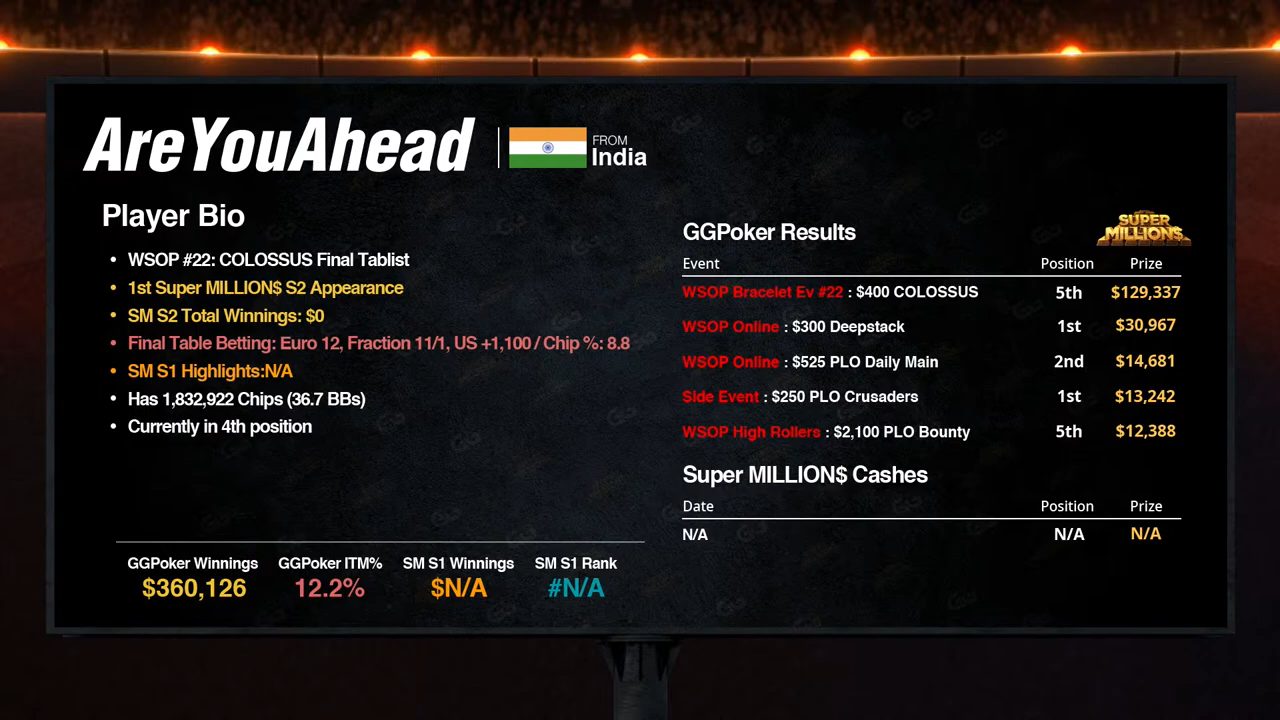 AreYouAhead
FROM
India
Player Bio
• WSOP #22: COLOSSUS Final Tablist
• 1st Super MILLION$ S2 Appearance
• SM S2 Total Winnings: $0
• Final Table Betting: Euro 12, Fraction 11/1, US +1,100 / Chip %: 8.8
• SM S1 Highlights:N/A
• Has 1,832,922 Chips (36.7 BBs)
• Currently in 4th position
GGPoker Winnings GGPoker ITM% SM S1 Winnings SM S1 Rank
$360,126 12.2% $N/A #N/A
SUPER
MILLION$
GGPoker Results
Event Position Prize
WSOP Bracelet Ev #22 : $400 COLOSSUS 5th $129,337
WSOP Online : $300 Deepstack 1st $30,967
WSOP Online : $525 PLO Daily Main 2nd $14,681
Side Event : $250 PLO Crusaders 1st $13,242
WSOP High Rollers : $2,100 PLO Bounty 5th $12,388
Super MILLION$ Cashes
Date Position Prize
N/A N/A N/A